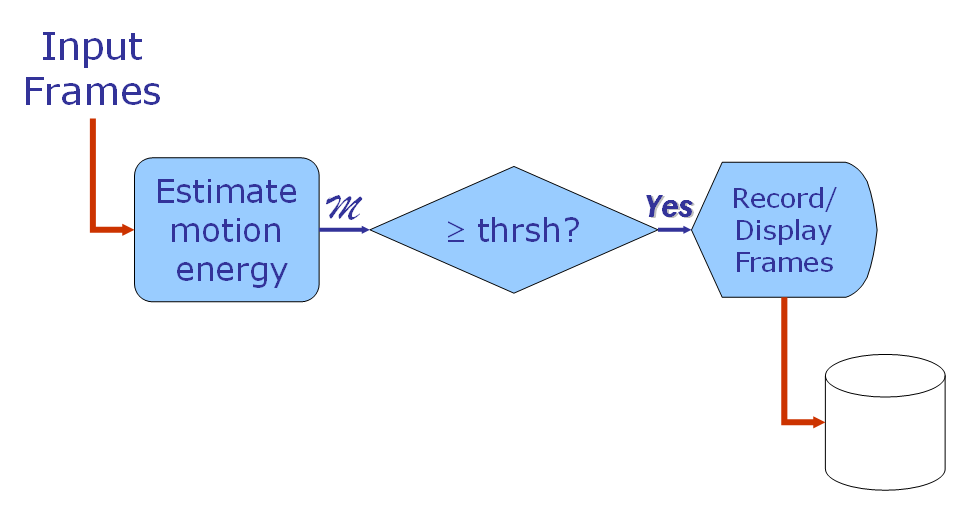 Input
Frames
Estimate
motion
energy
ℳ
≥ thrsh?
Yes
Record/
Display
Frames